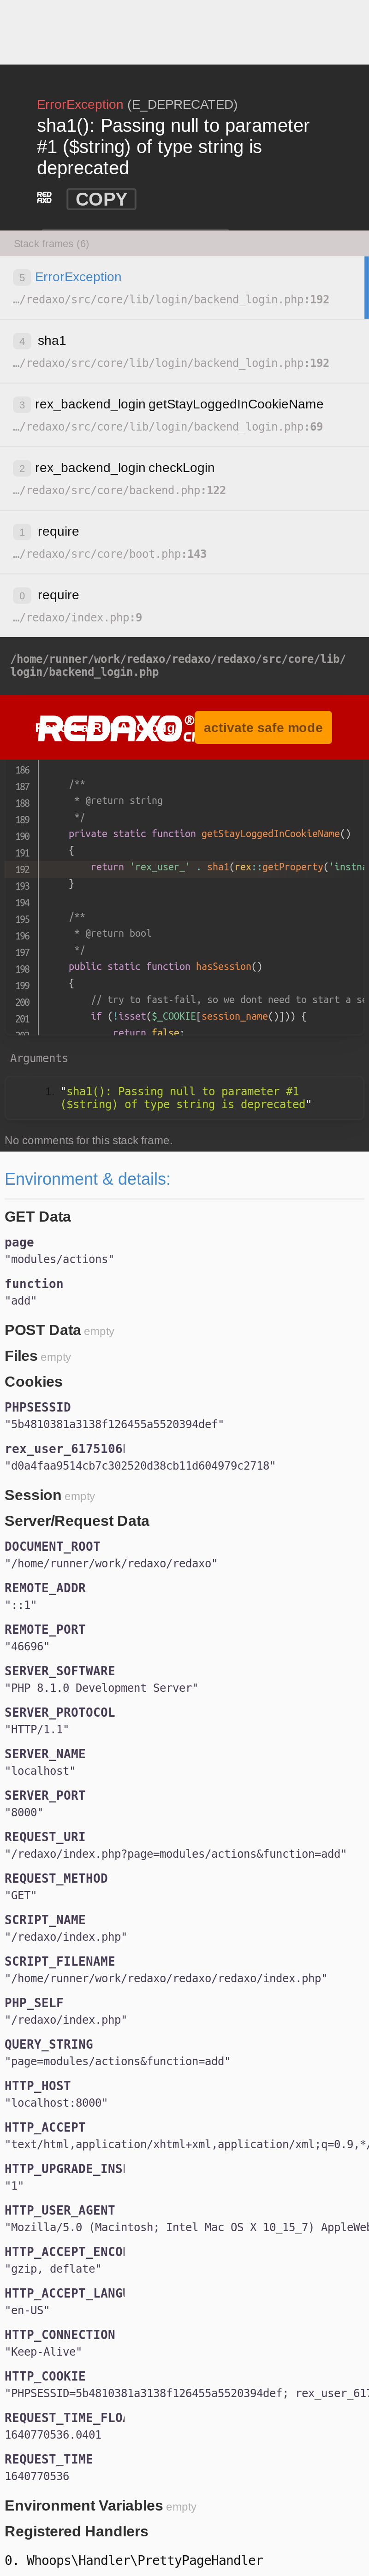 ErrorException (E_DEPRECATED)
sha1(): Passing null to parameter
#1 ($string) of type string is
deprecated
REDAXO
COPY
Stack frames (6)
5 ErrorException
…/redaxo/src/core/lib/login/backend_login.php:192
4 sha1
…/redaxo/src/core/lib/login/backend_login.php:192
3 rex_backend_login getStayLoggedInCookieName
…/redaxo/src/core/lib/login/backend_login.php:69
2 rex_backend_login checkLogin
…/redaxo/src/core/backend.php:122
1 require
…/redaxo/src/core/boot.php:143
0 require
…/redaxo/index.php:9
/home/runner/work/redaxo/redaxo/redaxo/src/core/lib/
login/backend_login.php
REDAXO®
activate safe mode
186
187 /**
188 * @return string
189 */
190 private static function getStayLoggedInCookieName()
191 {
192 return 'rex_user_' . sha1(rex::getProperty('instna
193 }
194
195 /**
196 * @return bool
197 */
198 public static function hasSession()
199 {
200 // try to fast-fail, so we dont need to start a se
201 if (!isset($_COOKIE[session_name()])) {
202 return false;
Arguments
1. "sha1(): Passing null to parameter #1
($string) of type string is deprecated"
No comments for this stack frame.
Environment & details:
GET Data
page
"modules/actions"
function
"add"
POST Data empty
Files empty
Cookies
PHPSESSID
"5b4810381a3138f126455a5520394def"
rex_user_6175106
"d0a4faa9514cb7c302520d38cb11d604979c2718"
Session empty
Server/Request Data
DOCUMENT_ROOT
"/home/runner/work/redaxo/redaxo"
REMOTE_ADDR
"::1"
REMOTE_PORT
"46696"
SERVER_SOFTWARE
"PHP 8.1.0 Development Server"
SERVER_PROTOCOL
"HTTP/1.1"
SERVER_NAME
"localhost"
SERVER_PORT
"8000"
REQUEST_URI
"/redaxo/index.php?page=modules/actions&function=add"
REQUEST_METHOD
"GET"
SCRIPT_NAME
"/redaxo/index.php"
SCRIPT_FILENAME
"/home/runner/work/redaxo/redaxo/redaxo/index.php"
PHP_SELF
"/redaxo/index.php"
QUERY_STRING
"page=modules/actions&function=add"
HTTP_HOST
"localhost:8000"
HTTP_ACCEPT
"text/html,application/xhtml+xml,application/xml;q=0.9,*/
HTTP_UPGRADE_INS
"1"
HTTP_USER_AGENT
"Mozilla/5.0 (Macintosh; Intel Mac OS X 10_15_7) AppleWeb
HTTP_ACCEPT_ENCO
"gzip, deflate"
HTTP_ACCEPT_LANG
"en-US"
HTTP_CONNECTION
"Keep-Alive"
HTTP_COOKIE
"PHPSESSID=5b4810381a3138f126455a5520394def; rex_user_617
REQUEST_TIME_FLO
1640770536.0401
REQUEST_TIME
1640770536
Environment Variables empty
Registered Handlers
0. Whoops\Handler\PrettyPageHandler